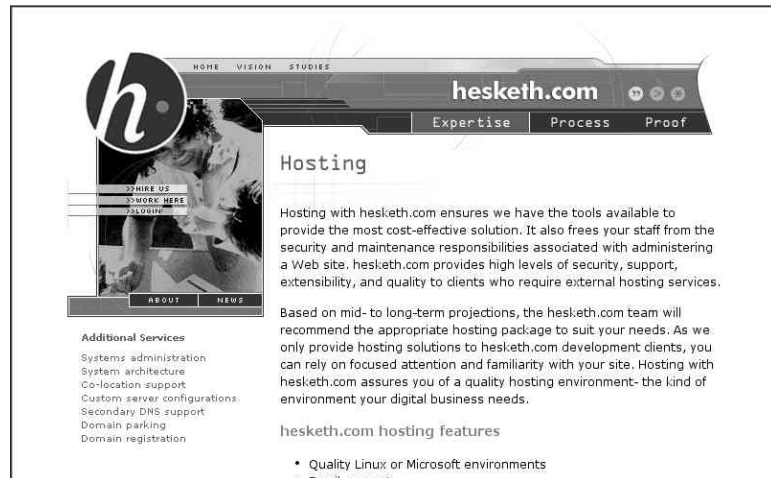 HOME VISION STUDIES
h
hesketh.com
Expertise Process Proof
>>HIRE US
>>WORK HERE
>>LOGIN
ABOUT NEWS
Hosting
Hosting with hesketh.com ensures we have the tools available to
provide the most cost-effective solution. It also frees your staff from the
security and maintenance responsibilities associated with administering
a Web site. hesketh.com provides high levels of security, support,
extensibility, and quality to clients who require external hosting services.
Based on mid- to long-term projections, the hesketh.com team will
recommend the appropriate hosting package to suit your needs. As we
only provide hosting solutions to hesketh.com development clients, you
can rely on focused attention and familiarity with your site. Hosting with
hesketh.com assures you of a quality hosting environment- the kind of
environment your digital business needs.
hesketh.com hosting features
• Quality Linux or Microsoft environments
Additional Services
Systems administration
System architecture
Co-location support
Custom server configurations
Secondary DNS support
Domain parking
Domain registration